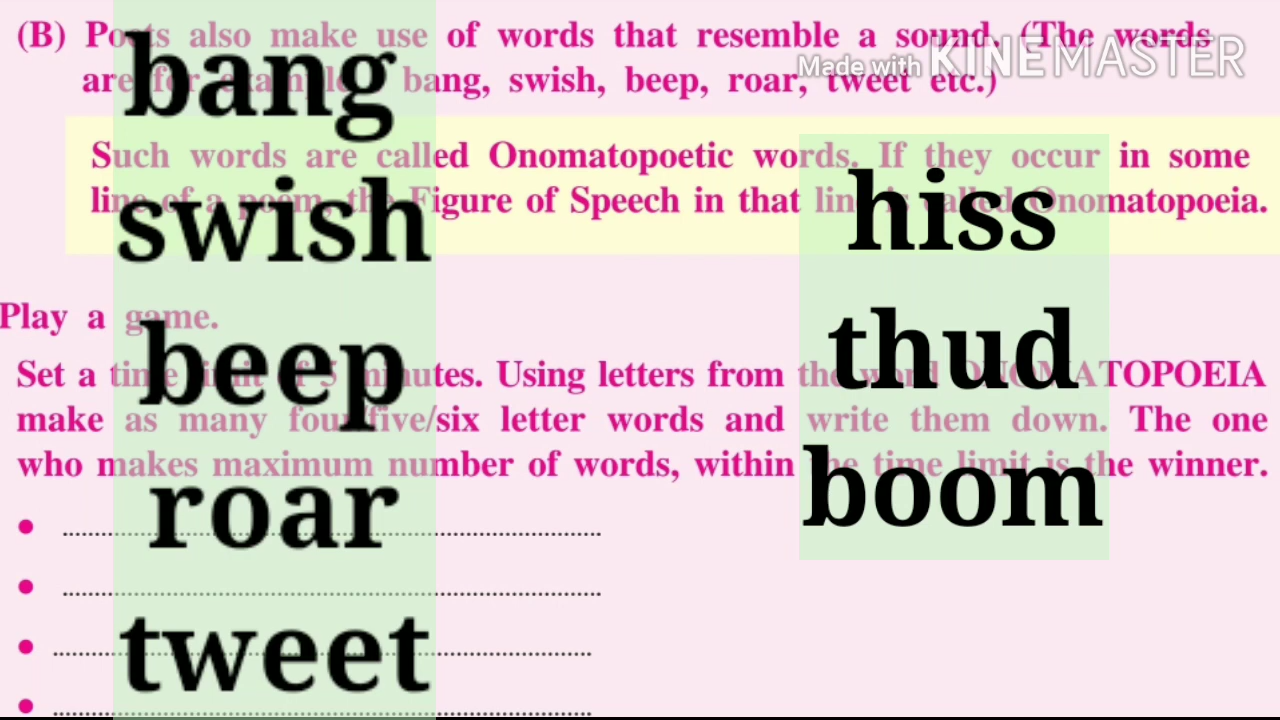 (B) Poets also make use of words that resemble a sound. (The words
are for example : bang, swish, beep, roar, tweet etc.)
Made with KINEMASTER
Such words are called Onomatopoetic words. If they occur in some
line of a poem, the Figure of Speech in that line is called Onomatopoeia.
Play a game.
Set a time limit of 5 minutes. Using letters from the word ONOMATOPOEIA
make as many four/five/six letter words and write them down. The one
who makes maximum number of words, within the time limit is the winner.
bang
swish
beep
roar
tweet
hiss
thud
boom